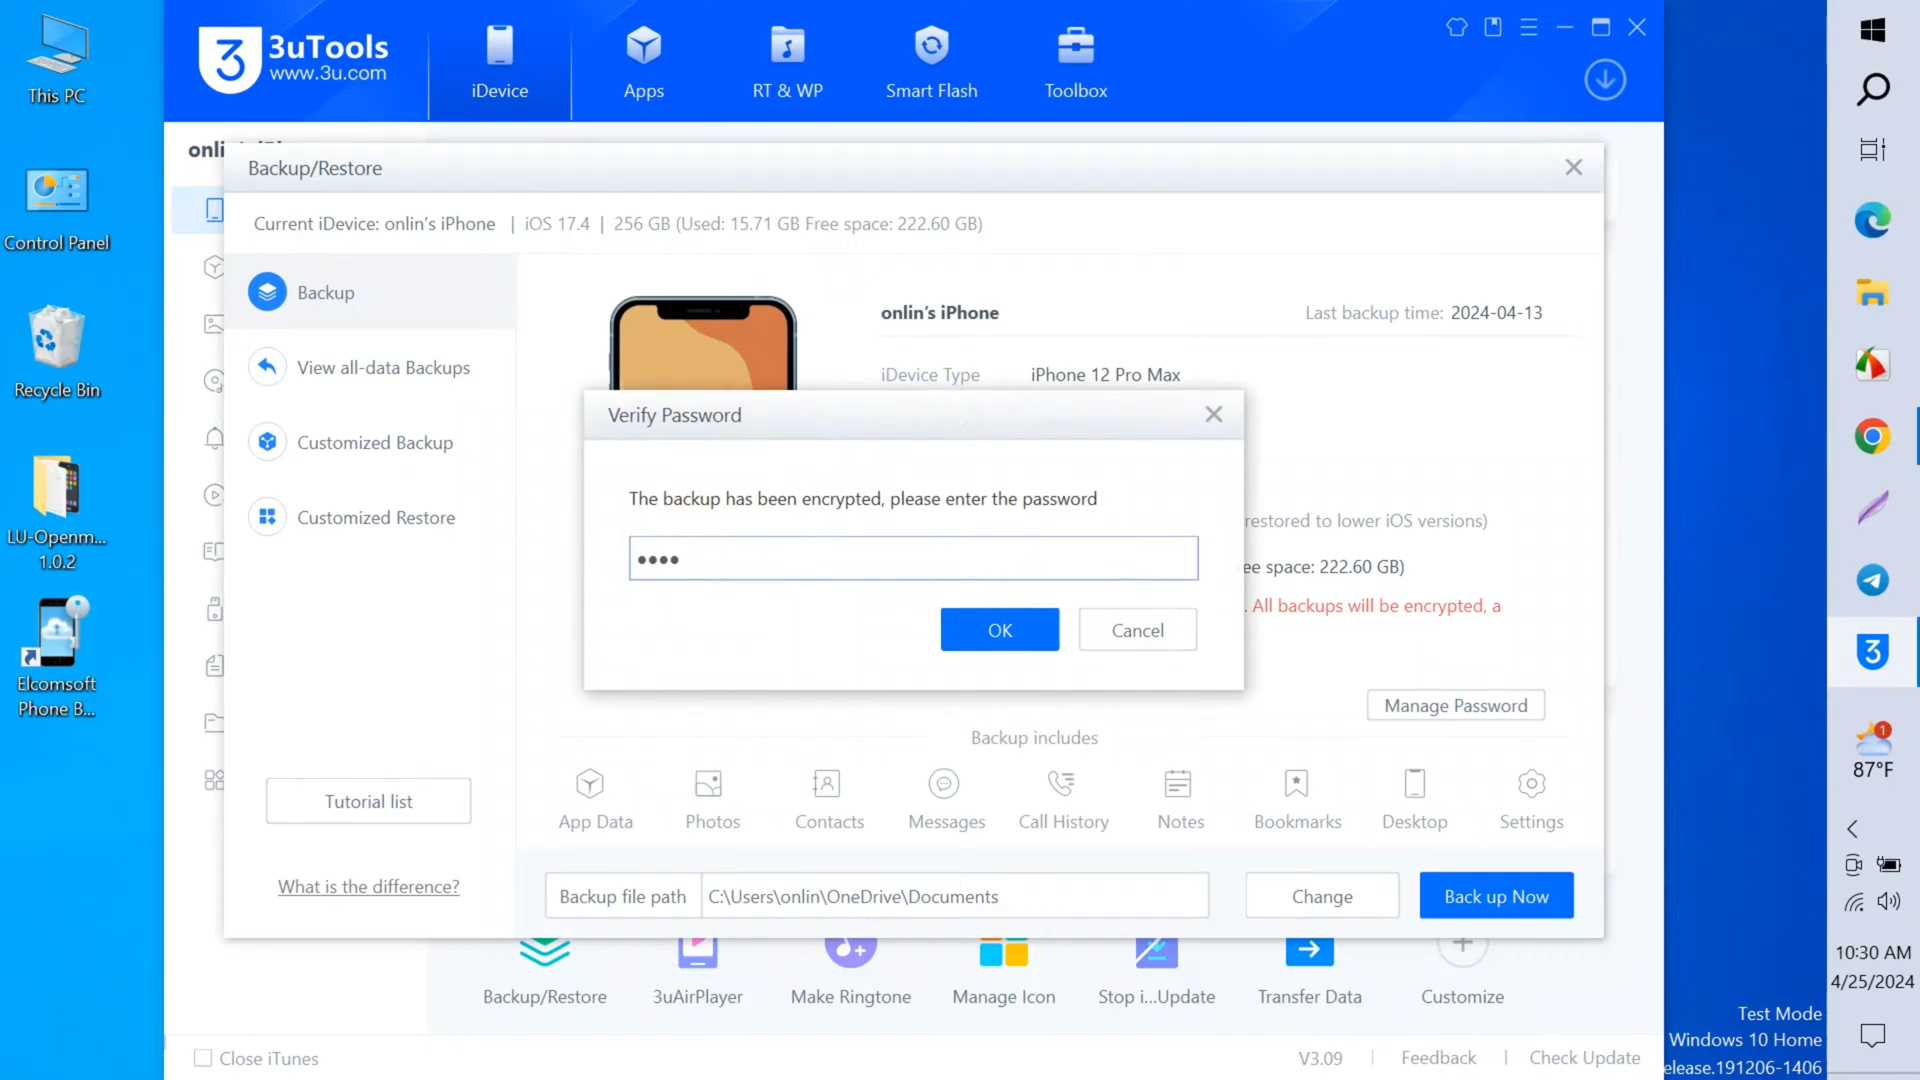 This PC
Control Panel
Recycle Bin
LU-Openm...
1.0.2
Elcomsoft
Phone B...
3
3uTools
www.3u.com
iDevice
Apps
RT & WP
Smart Flash
Toolbox
Backup/Restore
Current iDevice: onlin's iPhone | iOS 17.4 | 256 GB (Used: 15.71 GB Free space: 222.60 GB)
Backup
View all-data Backups
Customized Backup
Customized Restore
Tutorial list
What is the difference?
onlin's iPhone
Last backup time: 2024-04-13
iDevice Type iPhone 12 Pro Max
Verify Password
The backup has been encrypted, please enter the password
OK
Cancel
restored to lower iOS versions)
ee space: 222.60 GB)
. All backups will be encrypted, a
Manage Password
Backup includes
App Data
Photos
Contacts
Messages
Call History
Notes
Bookmarks
Desktop
Settings
Backup file path
C:\Users\onlin\OneDrive\Documents
Change
Back up Now
Backup/Restore
3uAirPlayer
Make Ringtone
Manage Icon
Stop i...Update
Transfer Data
Customize
Close iTunes
V3.09 | Feedback | Check Update
3
1
87°F
10:30 AM
4/25/2024
Test Mode
Windows 10 Home
elease.191206-1406